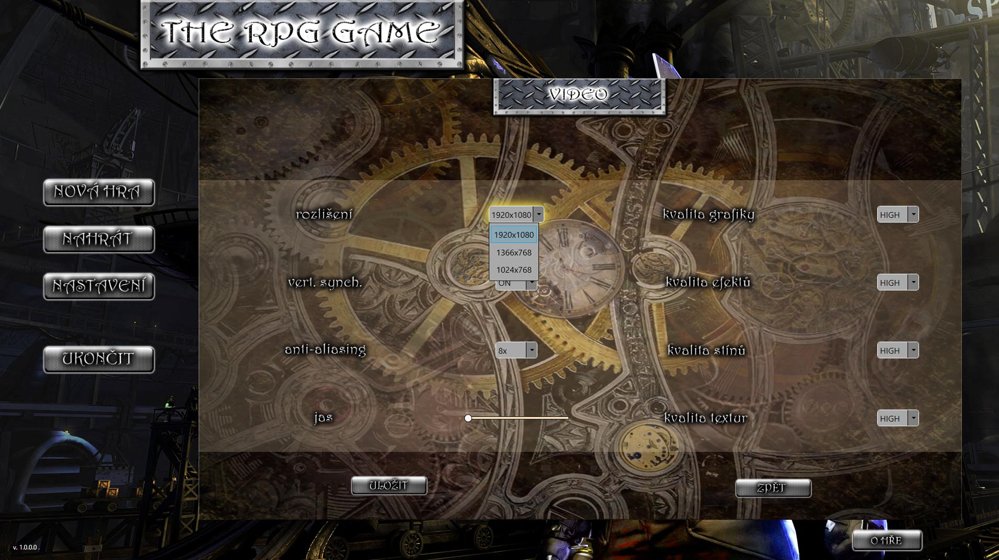 THE RPG GAME
VIDEO
NOVÁ HRA
NAHRÁT
NASTAVENÍ
UKONČIT
rozlišení
1920x1080
1920x1080
1366x768
1024x768
kvalita grafiky
HIGH
vert. synch.
ON
kvalita efektů
HIGH
anti-aliasing
8x
kvalita stínů
HIGH
jas
kvalita textur
HIGH
ULOŽIT
ZPĚT
O HŘE
v. 1.0.0.0